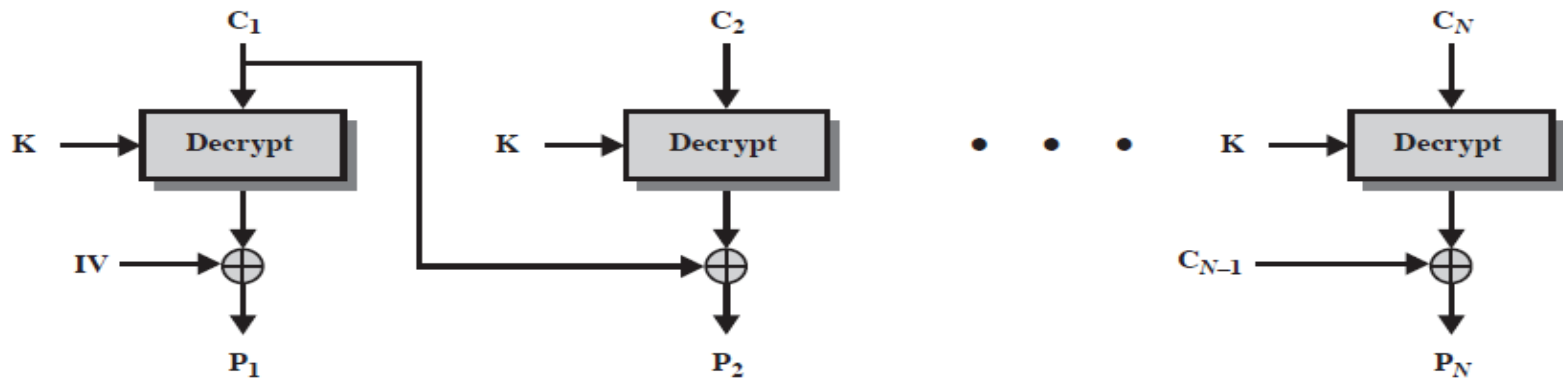 C1 C2 CN
K Decrypt K Decrypt • • • K Decrypt
IV CN–1
P1 P2 PN